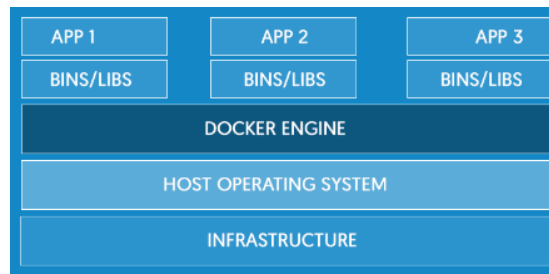 APP 1 APP 2 APP 3
BINS/LIBS BINS/LIBS BINS/LIBS
DOCKER ENGINE
HOST OPERATING SYSTEM
INFRASTRUCTURE